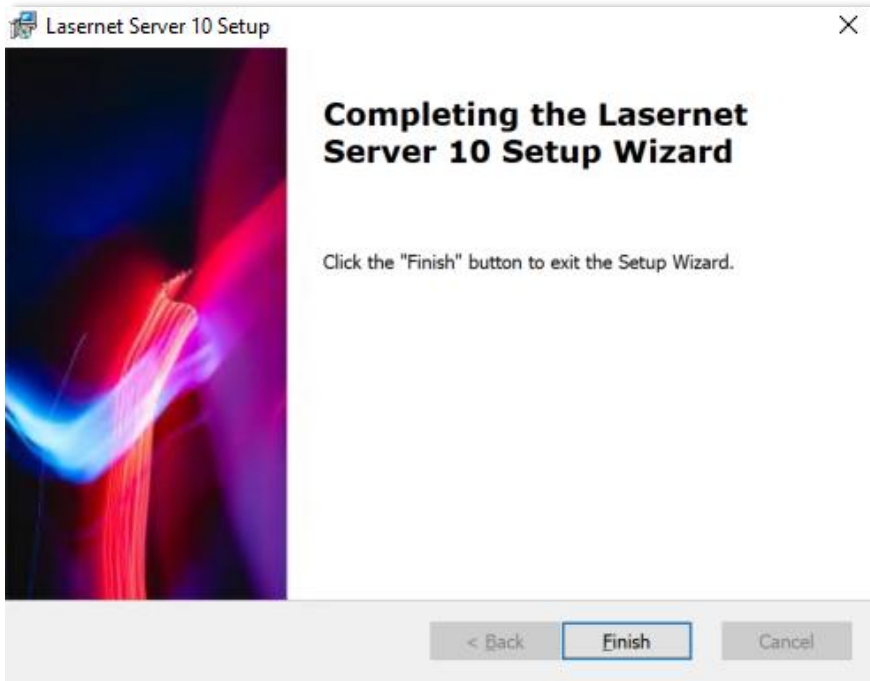 Lasernet Server 10 Setup
Completing the Lasernet
Server 10 Setup Wizard
Click the "Finish" button to exit the Setup Wizard.
< Back Finish Cancel